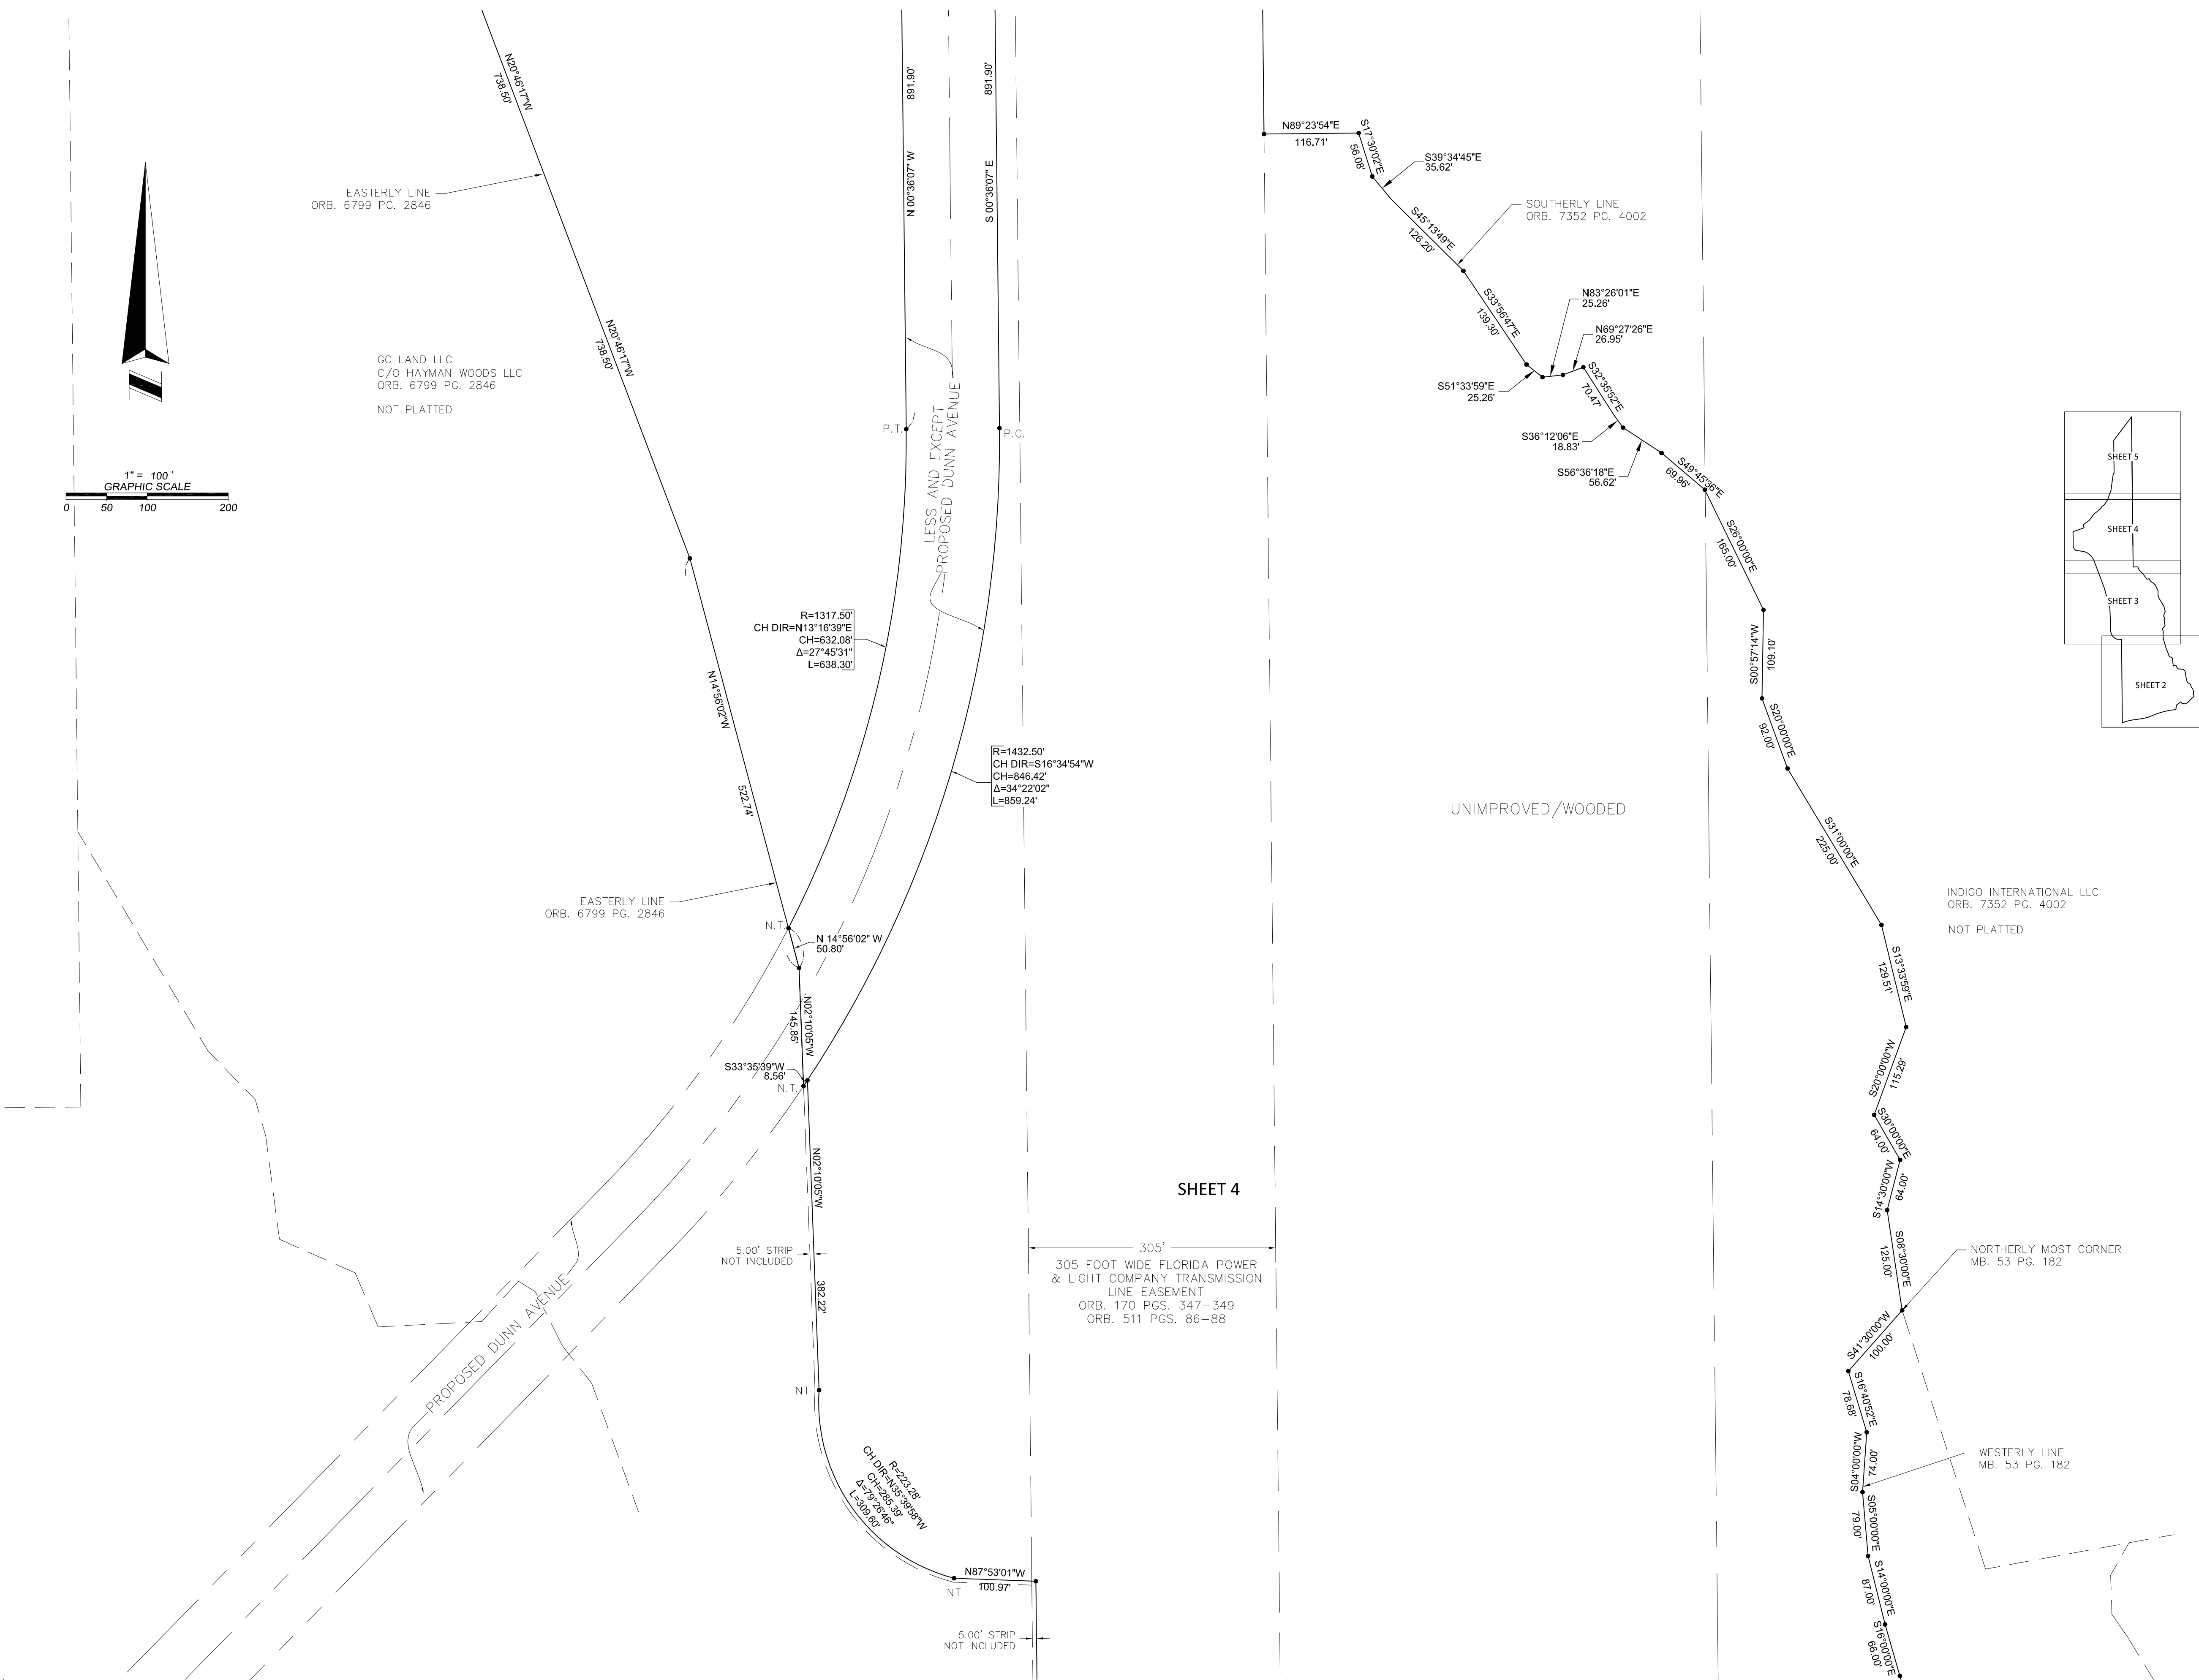 N20°46'17"W
738.50'
EASTERLY LINE
ORB. 6799 PG. 2846
GC LAND LLC
C/O HAYMAN WOODS LLC
ORB. 6799 PG. 2846
NOT PLATTED
N20°46'17"W
738.50'
1" = 100 '
GRAPHIC SCALE
0 50 100 200
891.90'
N 00°36'07" W
891.90'
S 00°36'07" E
P.T.
P.C.
LESS AND EXCEPT
PROPOSED DUNN AVENUE
R=1317.50'
CH DIR=N13°16'39"E
CH=632.08'
Δ=27°45'31"
L=638.30'
N14°56'02"W
522.74'
R=1432.50'
CH DIR=S16°34'54"W
CH=846.42'
Δ=34°22'02"
L=859.24'
EASTERLY LINE
ORB. 6799 PG. 2846
N.T.
N 14°56'02" W
50.80'
N02°10'05"W
145.85'
S33°35'39"W
8.56'
N.T.
N02°10'05"W
382.22'
5.00' STRIP
NOT INCLUDED
PROPOSED DUNN AVENUE
NT
R=223.28'
CH DIR=N35°39'58"W
CH=285.39'
Δ=79°26'46"
L=309.60'
N87°53'01"W
100.97'
NT
5.00' STRIP
NOT INCLUDED
SHEET 4
305'
305 FOOT WIDE FLORIDA POWER
& LIGHT COMPANY TRANSMISSION
LINE EASEMENT
ORB. 170 PGS. 347-349
ORB. 511 PGS. 86-88
N89°23'54"E
116.71'
S17°30'02"E
56.08'
S39°34'45"E
35.62'
S45°13'49"E
126.20'
SOUTHERLY LINE
ORB. 7352 PG. 4002
S33°56'47"E
139.30'
N83°26'01"E
25.26'
N69°27'26"E
26.95'
S51°33'59"E
25.26'
S32°35'52"E
70.47'
S36°12'06"E
18.83'
S56°36'18"E
56.62'
S49°45'36"E
69.96'
S26°00'00"E
165.00'
S00°57'14"W
109.10'
S20°00'00"E
92.00'
UNIMPROVED/WOODED
S31°00'00"E
225.00'
INDIGO INTERNATIONAL LLC
ORB. 7352 PG. 4002
NOT PLATTED
S13°33'59"E
129.51'
S20°00'00"W
115.29'
S30°00'00"E
64.00'
S14°30'00"W
64.00'
S08°30'00"E
125.00'
NORTHERLY MOST CORNER
MB. 53 PG. 182
S41°30'00"W
100.00'
S16°40'52"E
78.68'
S04°00'00"W
74.00'
WESTERLY LINE
MB. 53 PG. 182
S05°00'00"E
79.00'
S14°00'00"E
87.00'
S16°00'00"E
66.00'
SHEET 5
SHEET 4
SHEET 3
SHEET 2